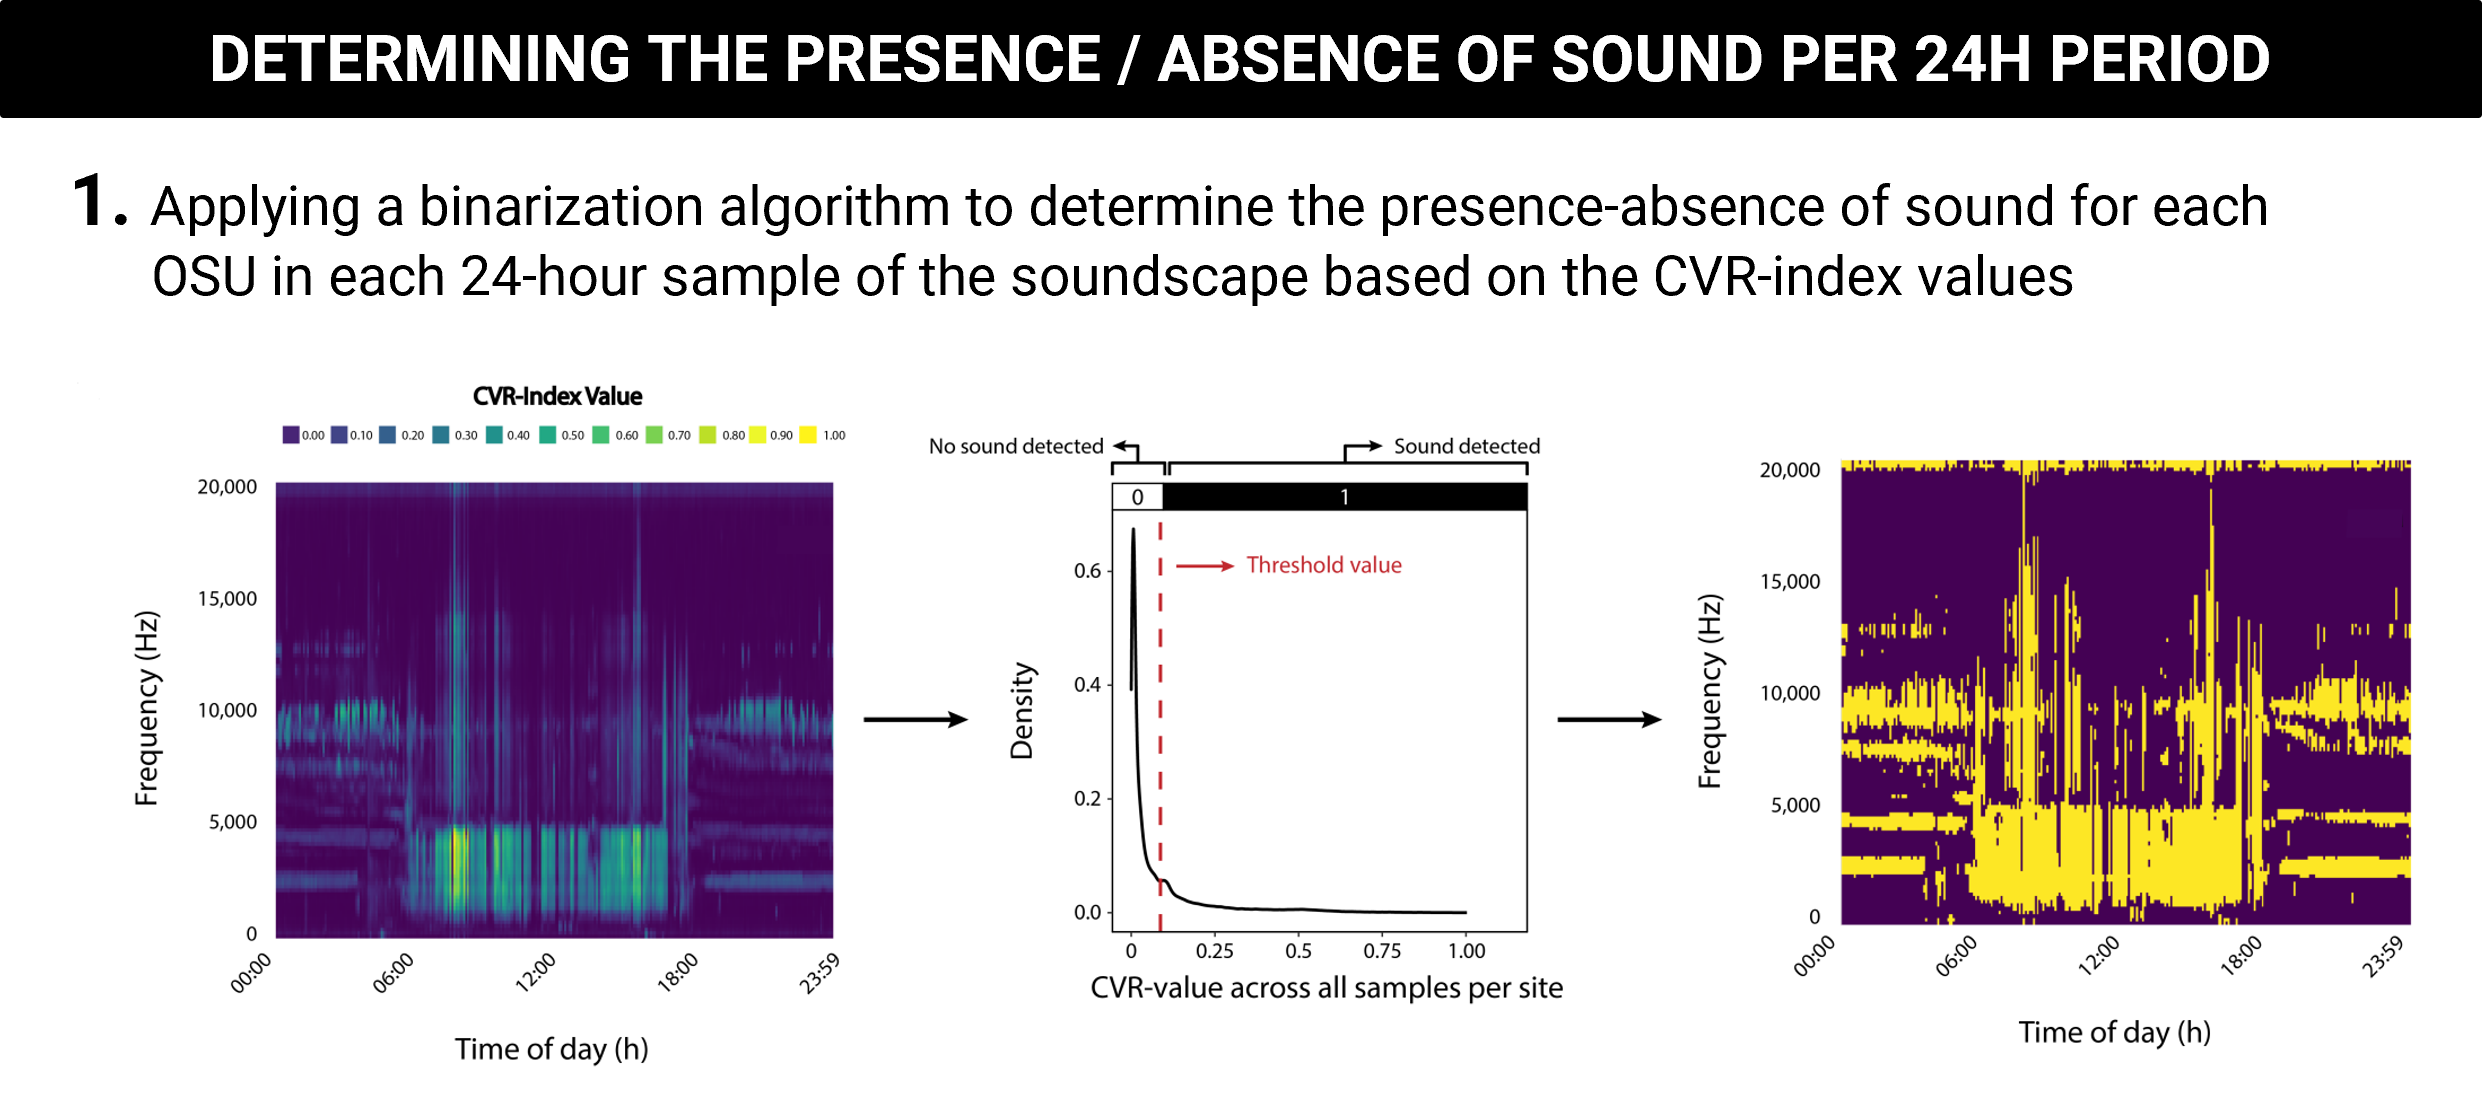 DETERMINING THE PRESENCE / ABSENCE OF SOUND PER 24H PERIOD
1. Applying a binarization algorithm to determine the presence-absence of sound for each
OSU in each 24-hour sample of the soundscape based on the CVR-index values
CVR-Index Value
0.00 0.10 0.20 0.30 0.40 0.50 0.60 0.70 0.80 0.90 1.00
Frequency (Hz)
20,000
15,000
10,000
5,000
0
00:00 06:00 12:00 18:00 23:59
Time of day (h)
No sound detected
Sound detected
0 1
Threshold value
Density
0.6
0.4
0.2
0.0
0 0.25 0.5 0.75 1.00
CVR-value across all samples per site
Frequency (Hz)
20,000
15,000
10,000
5,000
0
00:00 06:00 12:00 18:00 23:59
Time of day (h)